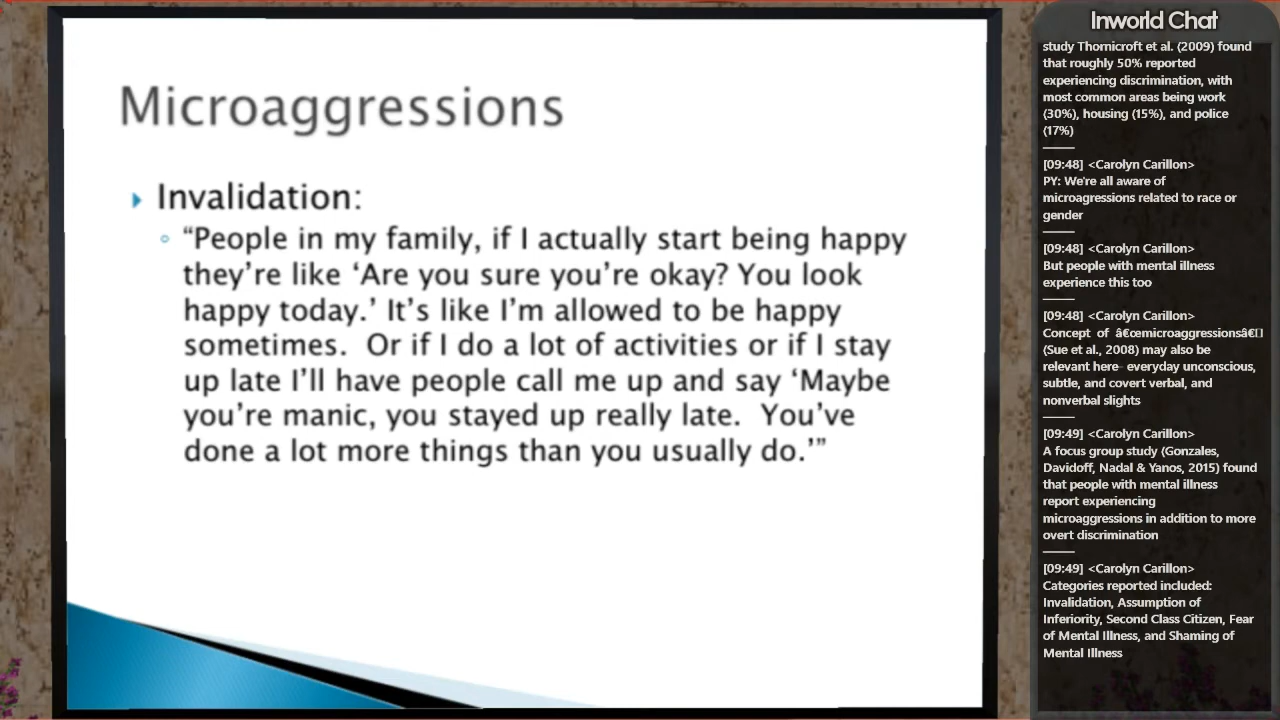 Microaggressions
Invalidation:
“People in my family, if I actually start being happy
they’re like ‘Are you sure you’re okay? You look
happy today.’ It’s like I’m allowed to be happy
sometimes.  Or if I do a lot of activities or if I stay
up late I’ll have people call me up and say ‘Maybe
you’re manic, you stayed up really late.  You’ve
done a lot more things than you usually do.’”
Inworld Chat
study Thornicroft et al. (2009) found
that roughly 50% reported
experiencing discrimination, with
most common areas being work
(30%), housing (15%), and police
(17%)
[09:48] <Carolyn Carillon>
PY: We're all aware of
microagressions related to race or
gender
[09:48] <Carolyn Carillon>
But people with mental illness
experience this too
[09:48] <Carolyn Carillon>
Concept of “microaggressionsâ€
(Sue et al., 2008) may also be
relevant here- everyday unconscious,
subtle, and covert verbal, and
nonverbal slights
[09:49] <Carolyn Carillon>
A focus group study (Gonzales,
Davidoff, Nadal & Yanos, 2015) found
that people with mental illness
report experiencing
microaggressions in addition to more
overt discrimination
[09:49] <Carolyn Carillon>
Categories reported included:
Invalidation, Assumption of
Inferiority, Second Class Citizen, Fear
of Mental Illness, and Shaming of
Mental Illness